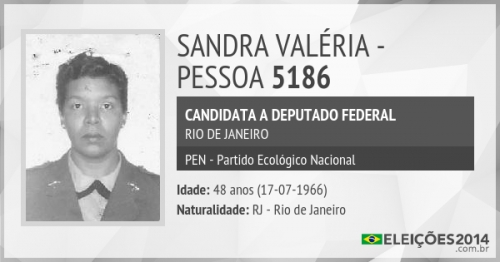 SANDRA VALÉRIA -
PESSOA 5186
CANDIDATA A DEPUTADO FEDERAL
RIO DE JANEIRO
PEN - Partido Ecológico Nacional
Idade: 48 anos (17-07-1966)
Naturalidade: RJ - Rio de Janeiro
ELEIÇÕES2014
.com.br